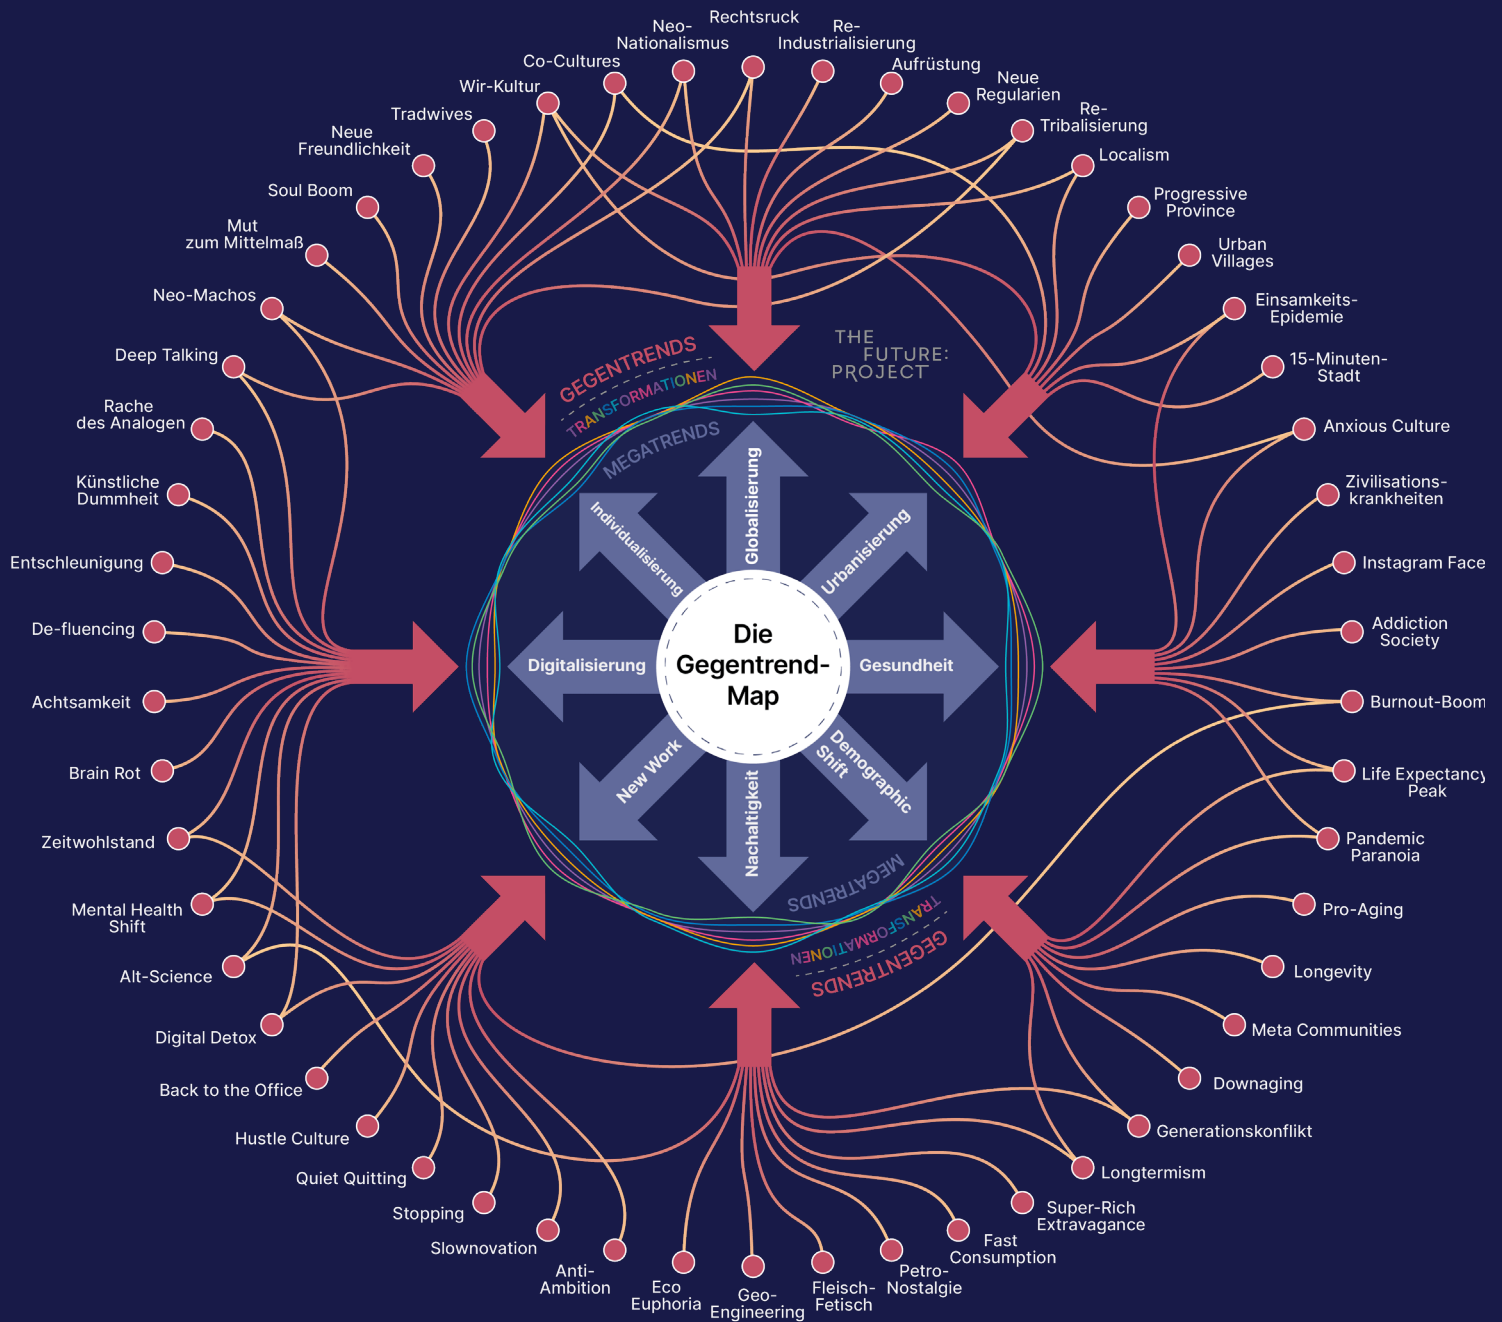 Rechtsruck
Neo-
Nationalismus
Re-
Industrialisierung
Co-Cultures
Aufrüstung
Wir-Kultur
Neue
Regularien
Tradwives
Re-
Tribalisierung
Neue
Freundlichkeit
Localism
Soul Boom
Progressive
Province
Mut
zum Mittelmaß
Urban
Villages
Neo-Machos
Einsamkeits-
Epidemie
Deep Talking
15-Minuten-
Stadt
Rache
des Analogen
Anxious Culture
Künstliche
Dummheit
Zivilisations-
krankheiten
Entschleunigung
Instagram Face
De-fluencing
Addiction
Society
Achtsamkeit
Burnout-Boom
Brain Rot
Life Expectancy
Peak
Zeitwohlstand
Pandemic
Paranoia
Mental Health
Shift
Pro-Aging
Alt-Science
Longevity
Digital Detox
Meta Communities
Back to the Office
Downaging
Hustle Culture
Generationskonflikt
Quiet Quitting
Longtermism
Stopping
Super-Rich
Extravagance
Slownovation
Fast
Consumption
Anti-
Ambition
Petro-
Nostalgie
Eco
Euphoria
Fleisch-
Fetisch
Geo-
Engineering
THE
FUTURE:
PROJECT
GEGENTRENDS
TRANSFORMATIONEN
MEGATRENDS
Globalisierung
Individualisierung
Urbanisierung
Die
Gegentrend-
Map
Digitalisierung
Gesundheit
New Work
Demographic
Shift
Nachaltigkeit
MEGATRENDS
TRANSFORMATIONEN
GEGENTRENDS